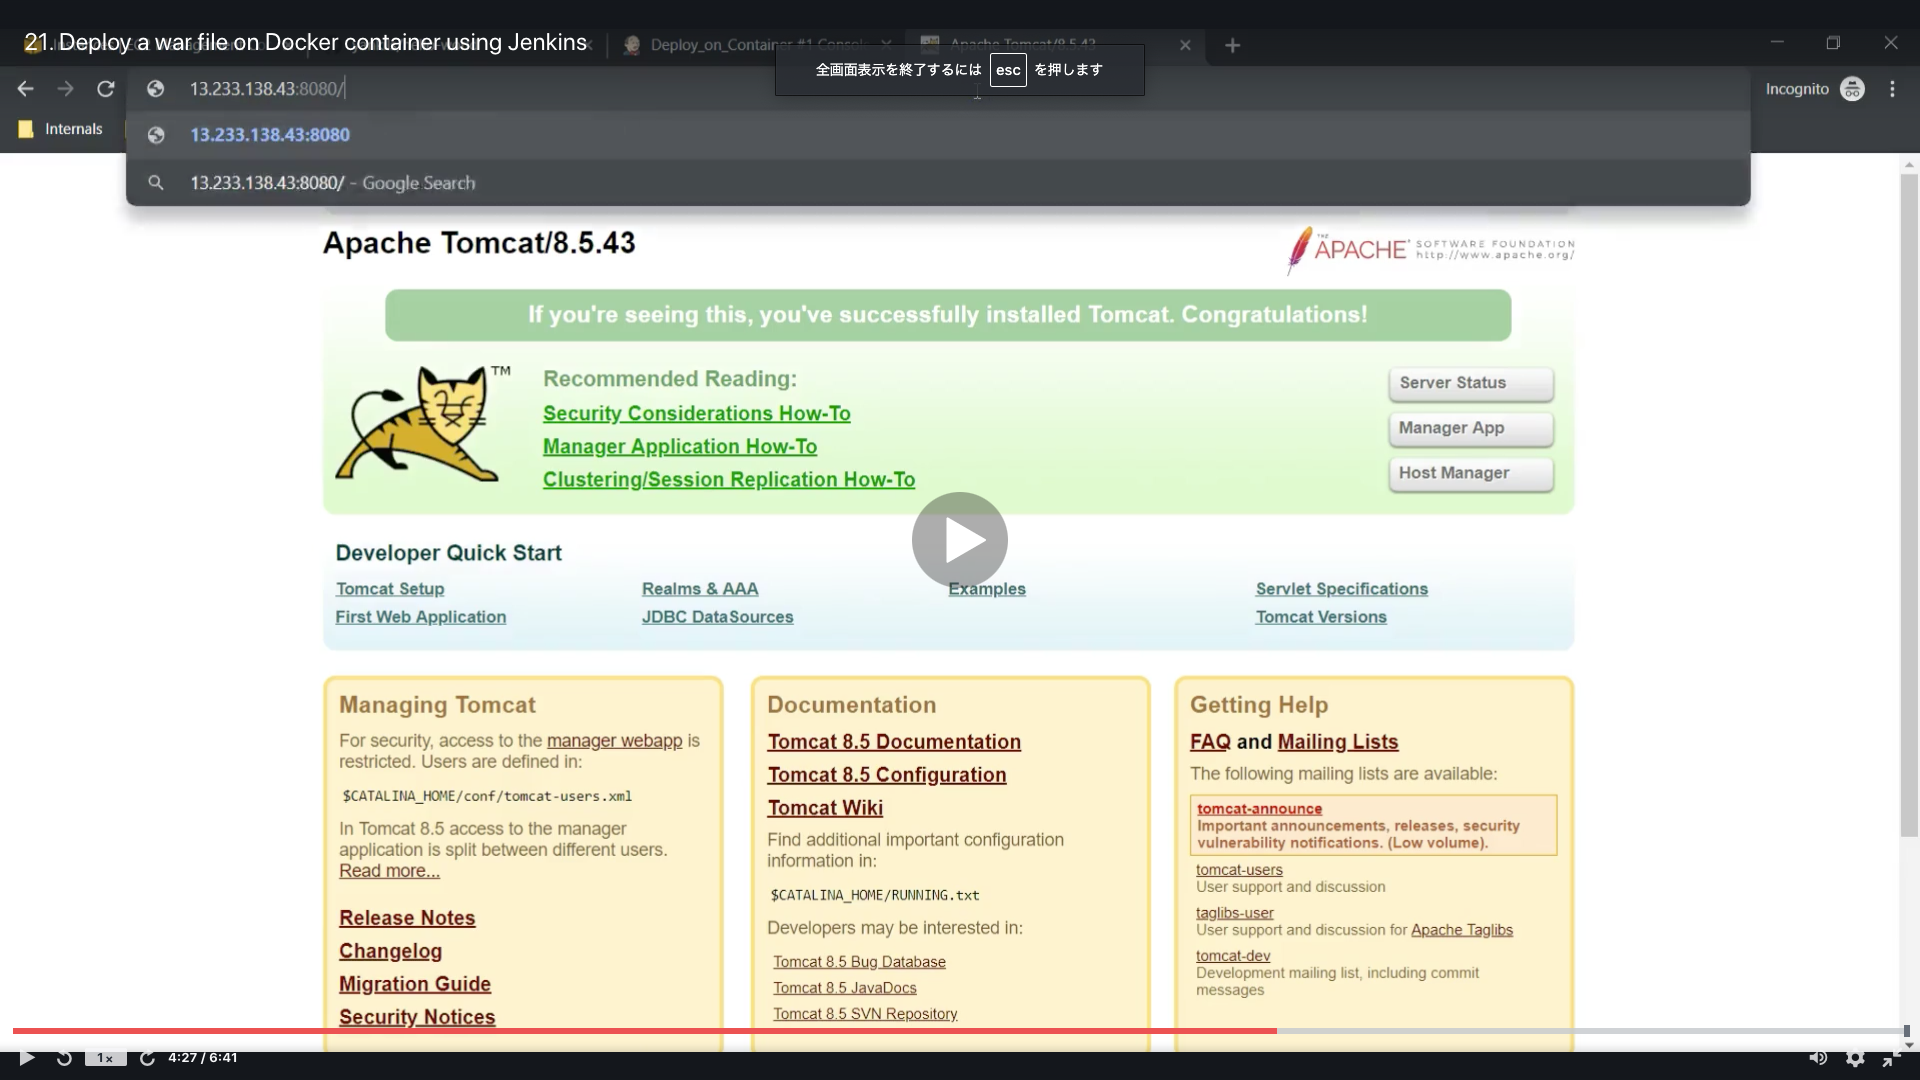 21. Deploy a war file on Docker container using Jenkins
Deploy_on_Container #1 Consol
Apache Tomcat/8.5.43
全画面表示を終了するには esc を押します
13.233.138.43:8080/
Incognito
Internals
13.233.138.43:8080
13.233.138.43:8080/ - Google Search
Apache Tomcat/8.5.43
THE APACHE SOFTWARE FOUNDATION
http://www.apache.org/
If you're seeing this, you've successfully installed Tomcat. Congratulations!
TM
Recommended Reading:
Security Considerations How-To
Manager Application How-To
Clustering/Session Replication How-To
Server Status
Manager App
Host Manager
Developer Quick Start
Tomcat Setup
First Web Application
Realms & AAA
JDBC DataSources
Examples
Servlet Specifications
Tomcat Versions
Managing Tomcat
For security, access to the manager webapp is
restricted. Users are defined in:
$CATALINA_HOME/conf/tomcat-users.xml
In Tomcat 8.5 access to the manager
application is split between different users.
Read more...
Release Notes
Changelog
Migration Guide
Security Notices
Documentation
Tomcat 8.5 Documentation
Tomcat 8.5 Configuration
Tomcat Wiki
Find additional important configuration
information in:
$CATALINA_HOME/RUNNING.txt
Developers may be interested in:
Tomcat 8.5 Bug Database
Tomcat 8.5 JavaDocs
Tomcat 8.5 SVN Repository
Getting Help
FAQ and Mailing Lists
The following mailing lists are available:
tomcat-announce
Important announcements, releases, security
vulnerability notifications. (Low volume).
tomcat-users
User support and discussion
taglibs-user
User support and discussion for Apache Taglibs
tomcat-dev
Development mailing list, including commit
messages
1x
4:27 / 6:41